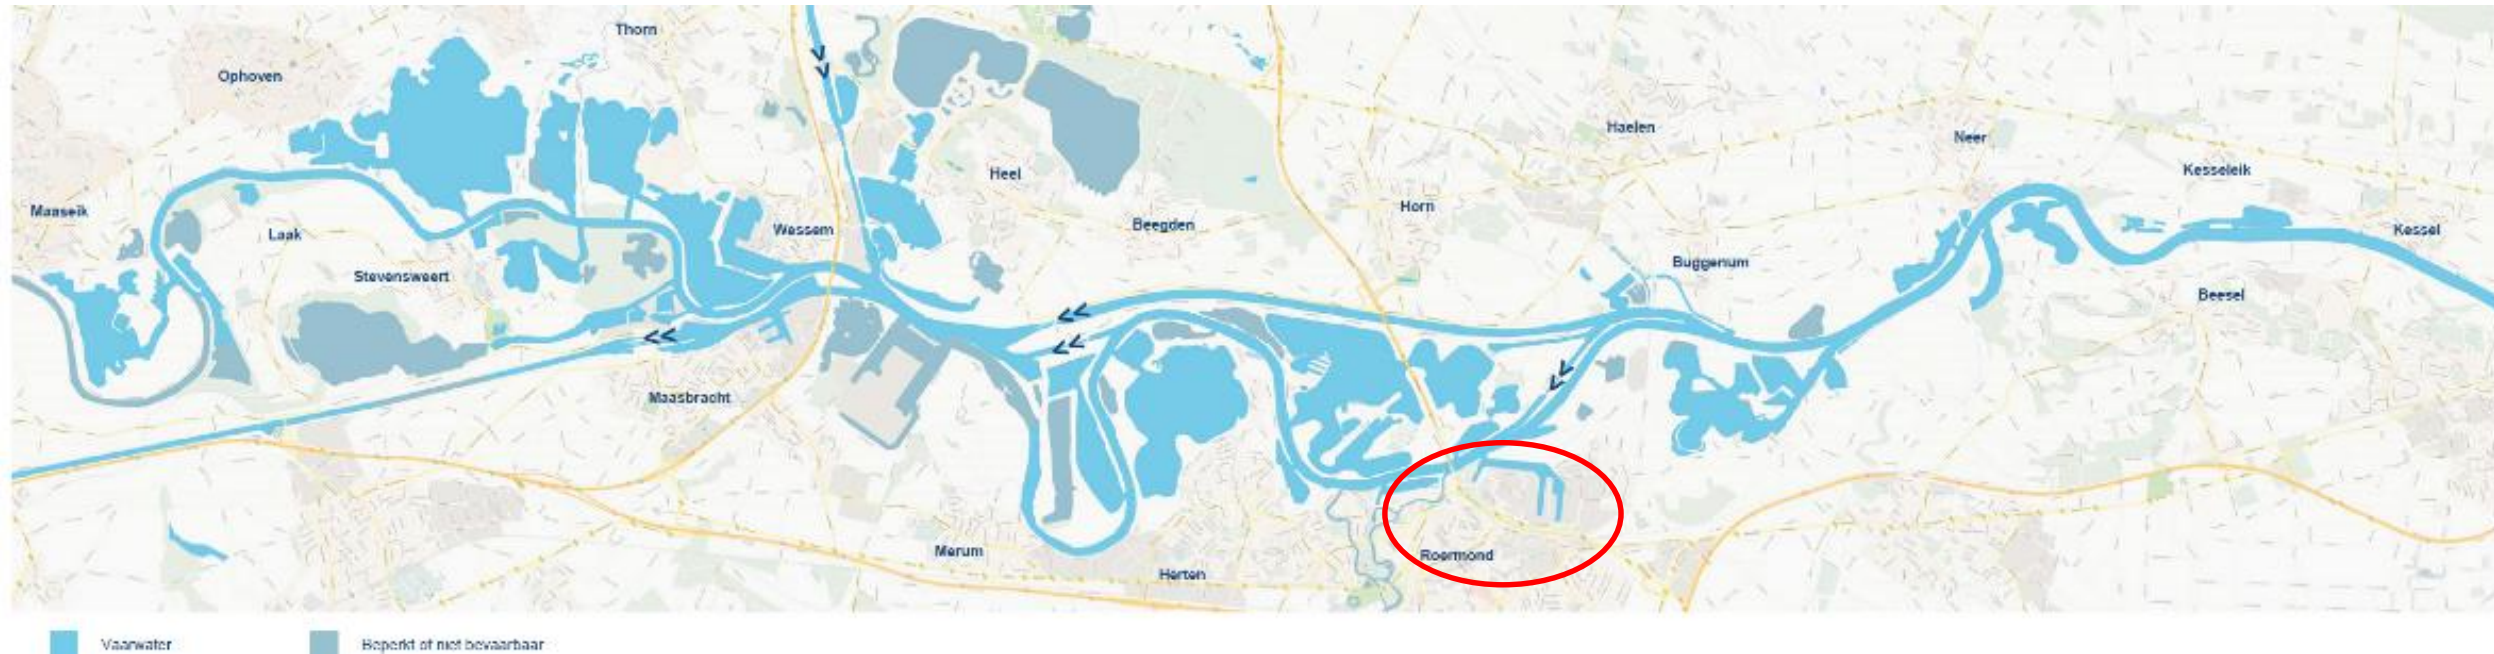 Thorn
Ophoven
Haelen
Neer
Heel
Kesseleik
Maaseik
Horn
Laak
Wessem
Beegden
Kessel
Stevensweert
Buggenum
Beesel
Maasbracht
Merum
Roermond
Herten
Vaarwater
Beperkt of niet bevaarbaar